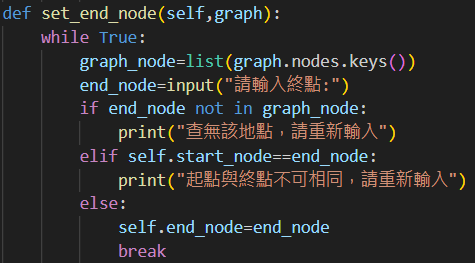 def set_end_node(self,graph):
    while True:
        graph_node=list(graph.nodes.keys())
        end_node=input("請輸入終點:")
        if end_node not in graph_node:
            print("查無該地點，請重新輸入")
        elif self.start_node==end_node:
            print("起點與終點不可相同，請重新輸入")
        else:
            self.end_node=end_node
            break